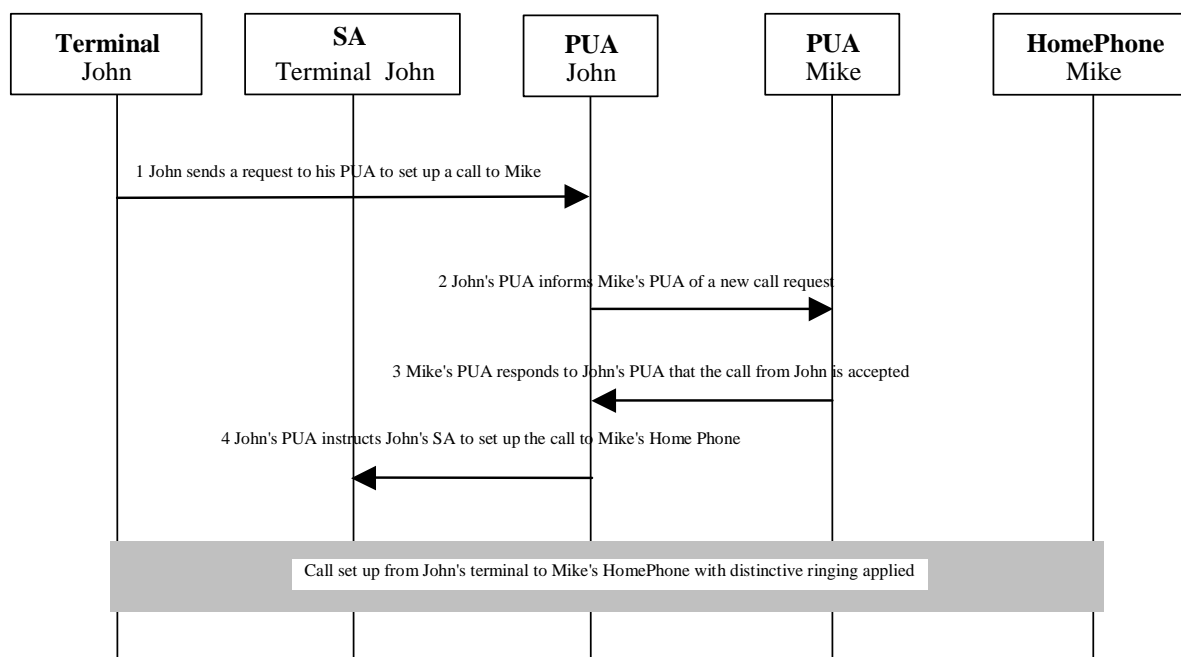 Terminal
John
SA
Terminal John
PUA
John
PUA
Mike
HomePhone
Mike
1 John sends a request to his PUA to set up a call to Mike
2 John's PUA informs Mike's PUA of a new call request
3 Mike's PUA responds to John's PUA that the call from John is accepted
4 John's PUA instructs John's SA to set up the call to Mike's Home Phone
Call set up from John's terminal to Mike's HomePhone with distinctive ringing applied